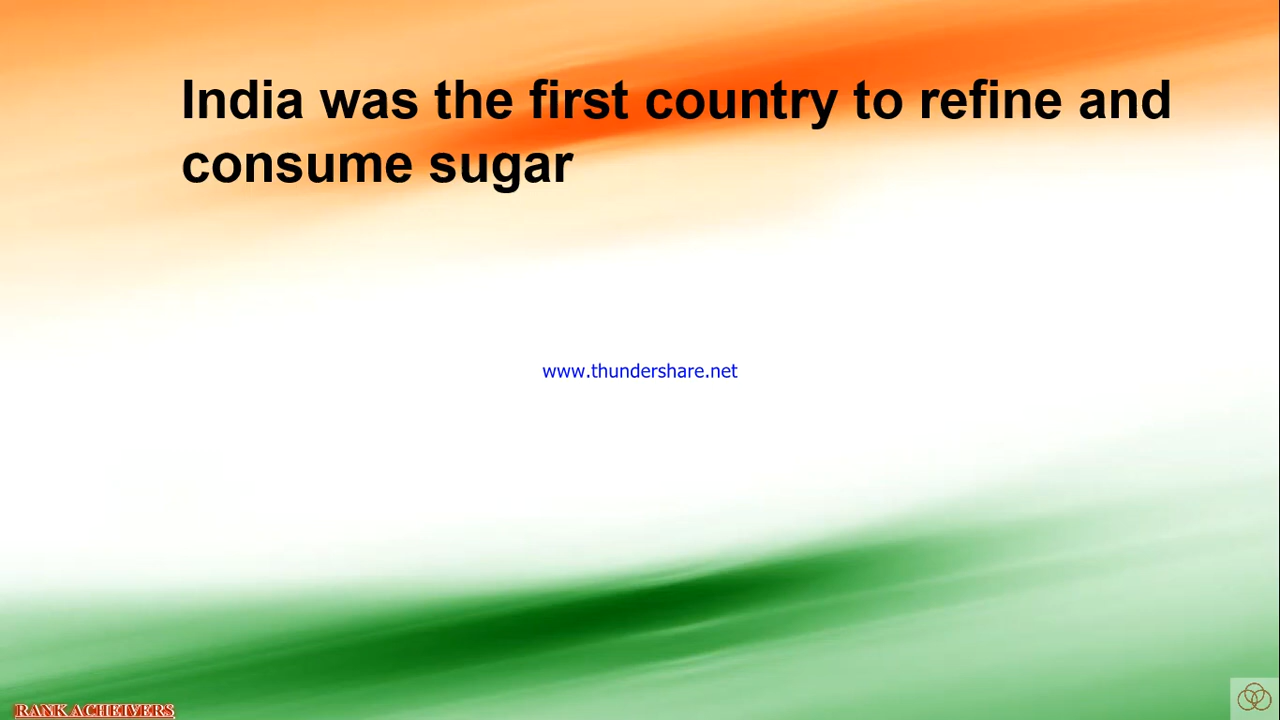 India was the first country to refine and
consume sugar
www.thundershare.net
RANK ACHEIVERS